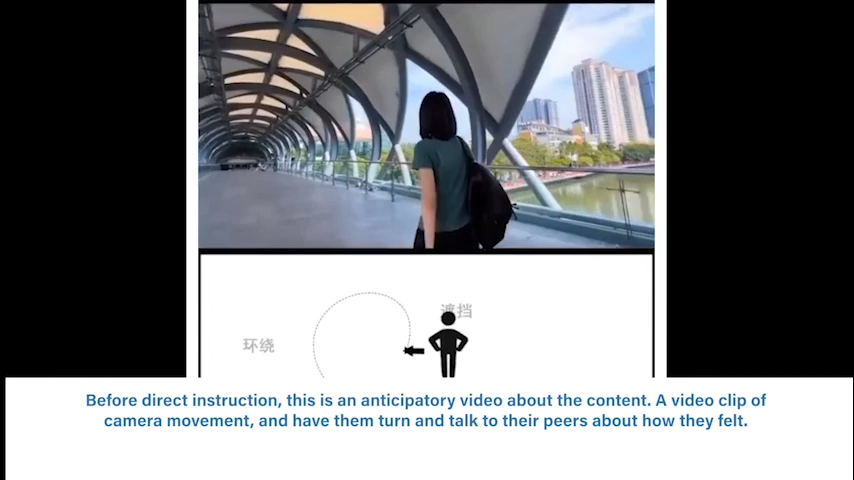 遮挡
环绕
Before direct instruction, this is an anticipatory video about the content. A video clip of
camera movement, and have them turn and talk to their peers about how they felt.